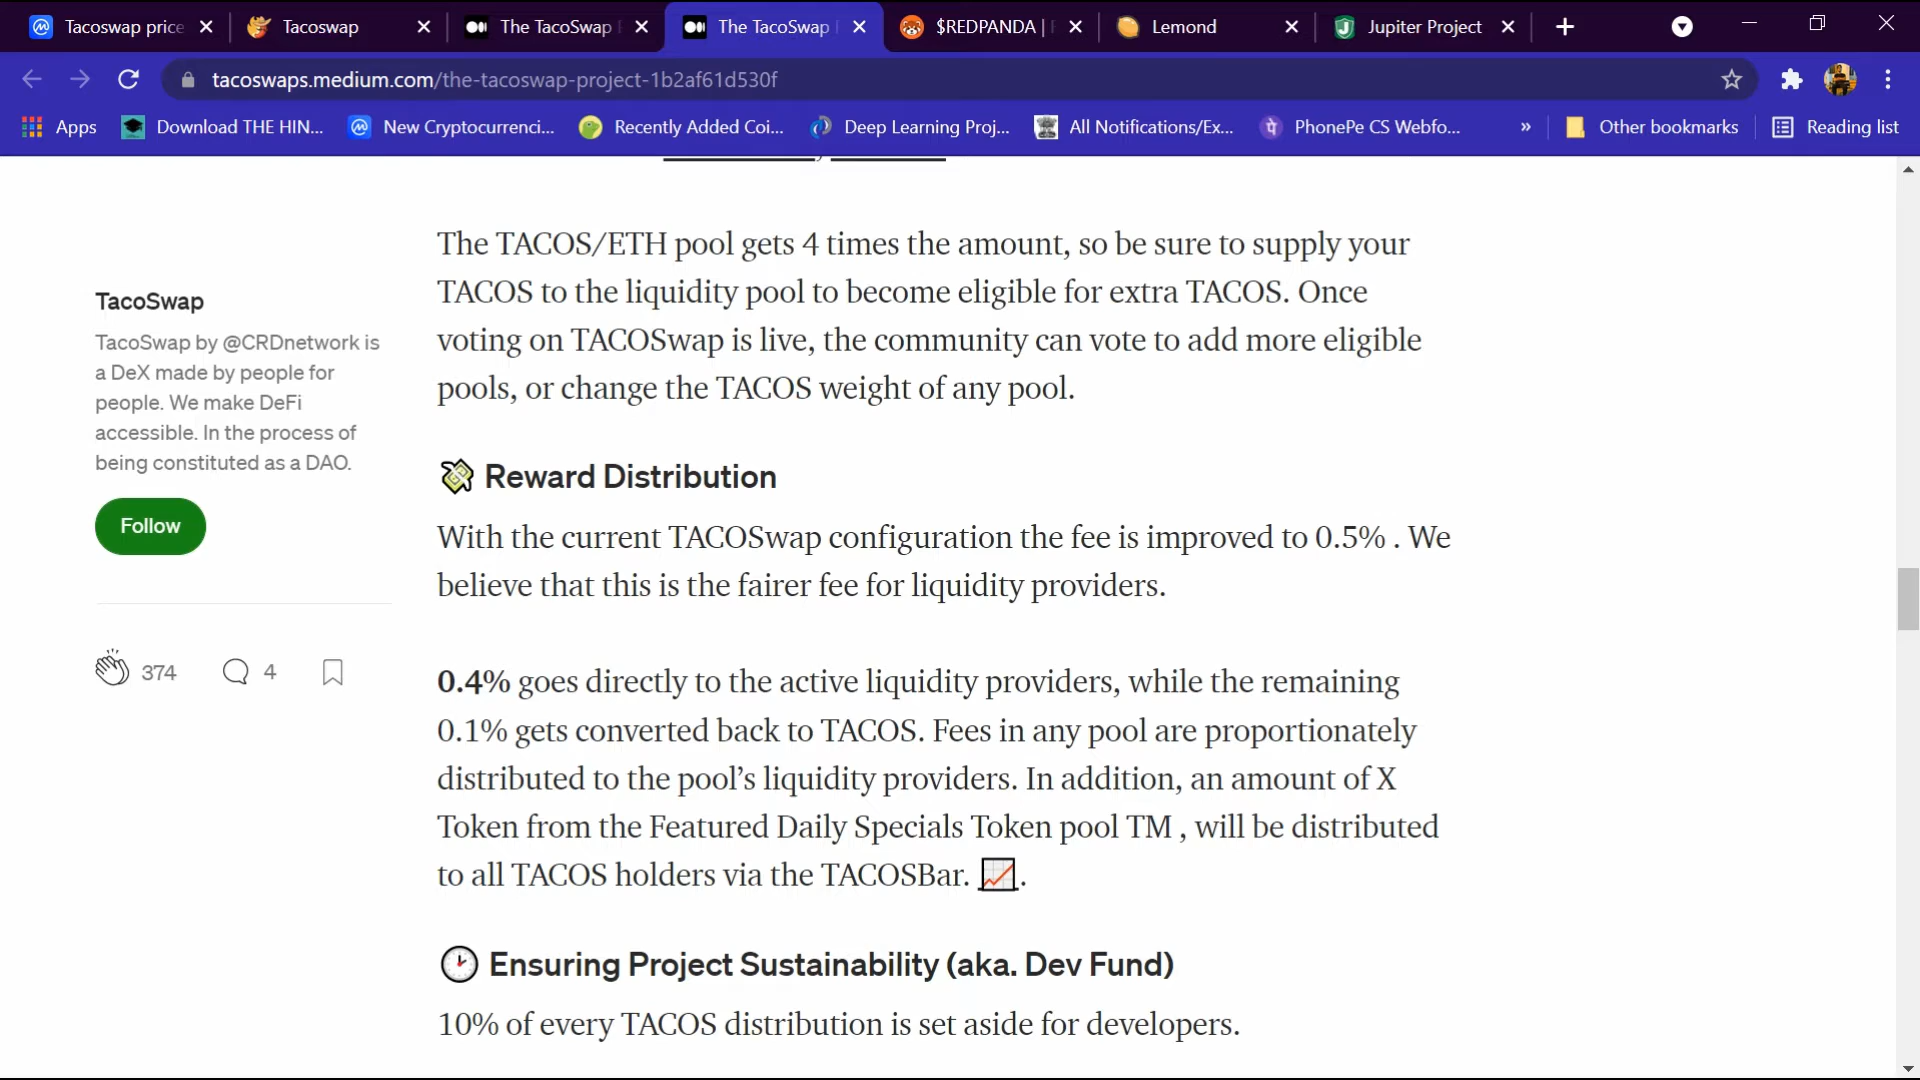 Tacoswap price
Tacoswap
The TacoSwap
The TacoSwap
$REDPANDA |
Lemond
Jupiter Project
tacoswaps.medium.com/the-tacoswap-project-1b2af61d530f
Apps
Download THE HIN...
New Cryptocurrenci...
Recently Added Coi...
Deep Learning Proj...
All Notifications/Ex...
PhonePe CS Webfo...
»
Other bookmarks
Reading list
TacoSwap
TacoSwap by @CRDnetwork is
a DeX made by people for
people. We make DeFi
accessible. In the process of
being constituted as a DAO.
Follow
374
4
The TACOS/ETH pool gets 4 times the amount, so be sure to supply your
TACOS to the liquidity pool to become eligible for extra TACOS. Once
voting on TACOSwap is live, the community can vote to add more eligible
pools, or change the TACOS weight of any pool.
💸 Reward Distribution
With the current TACOSwap configuration the fee is improved to 0.5% . We
believe that this is the fairer fee for liquidity providers.
0.4% goes directly to the active liquidity providers, while the remaining
0.1% gets converted back to TACOS. Fees in any pool are proportionately
distributed to the pool’s liquidity providers. In addition, an amount of X
Token from the Featured Daily Specials Token pool TM , will be distributed
to all TACOS holders via the TACOSBar. 📈.
🕑 Ensuring Project Sustainability (aka. Dev Fund)
10% of every TACOS distribution is set aside for developers.